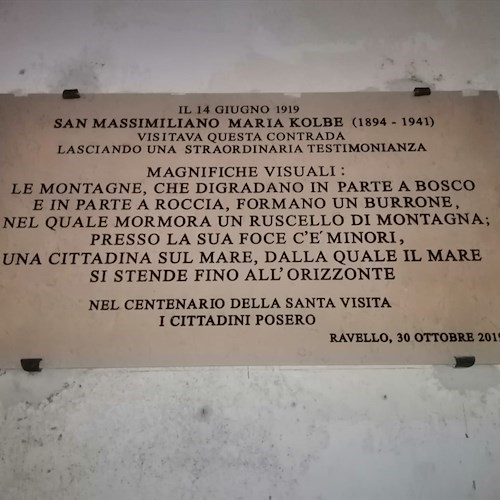 IL 14 GIUGNO 1919
SAN MASSIMILIANO MARIA KOLBE (1894 - 1941)
VISITAVA QUESTA CONTRADA
LASCIANDO UNA STRAORDINARIA TESTIMONIANZA
MAGNIFICHE VISUALI :
LE MONTAGNE, CHE DIGRADANO IN PARTE A BOSCO
E IN PARTE A ROCCIA, FORMANO UN BURRONE,
NEL QUALE MORMORA UN RUSCELLO DI MONTAGNA;
PRESSO LA SUA FOCE C'É MINORI,
UNA CITTADINA SUL MARE, DALLA QUALE IL MARE
SI STENDE FINO ALL'ORIZZONTE
NEL CENTENARIO DELLA SANTA VISITA
I CITTADINI POSERO
RAVELLO, 30 OTTOBRE 2019